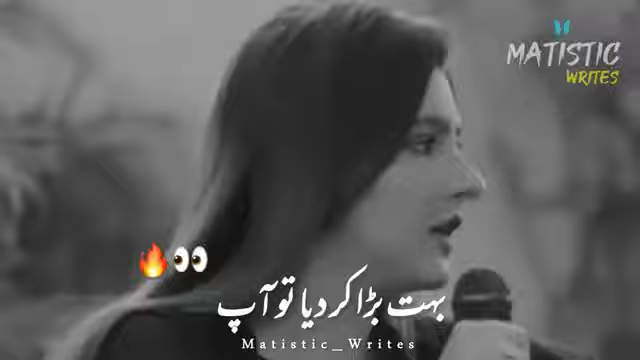 MATISTIC
WRITES
🔥👀
بہت بڑا کر دیا تو آپ
Matistic_Writes